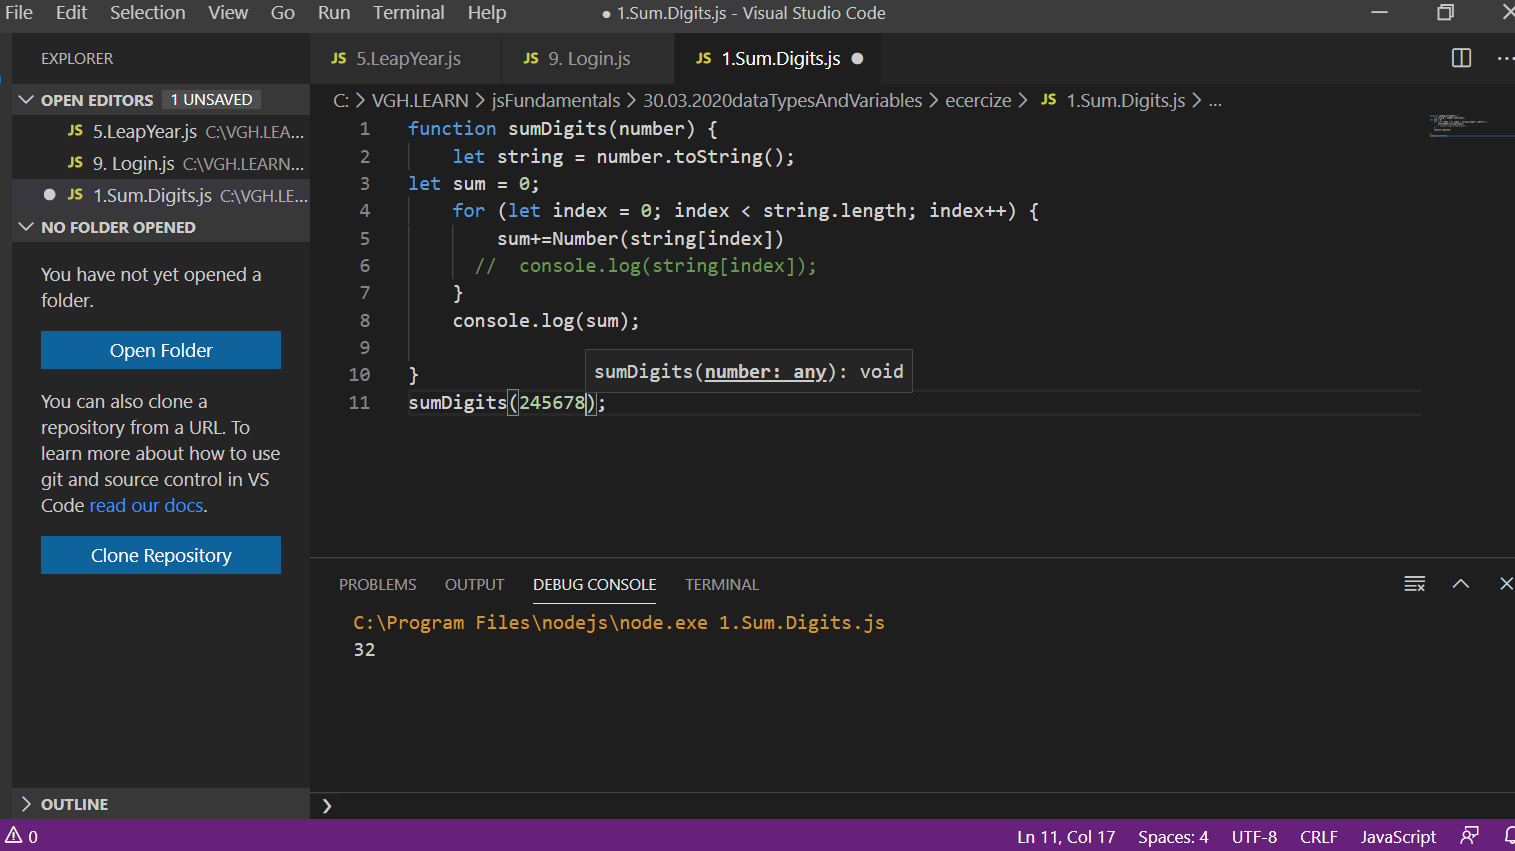 File Edit Selection View Go Run Terminal Help ● 1.Sum.Digits.js - Visual Studio Code
EXPLORER
OPEN EDITORS 1 UNSAVED
JS 5.LeapYear.js C:\VGH.LEA...
JS 9. Login.js C:\VGH.LEARN...
● JS 1.Sum.Digits.js C:\VGH.LE...
NO FOLDER OPENED
You have not yet opened a
folder.
Open Folder
You can also clone a
repository from a URL. To
learn more about how to use
git and source control in VS
Code read our docs.
Clone Repository
OUTLINE
JS 5.LeapYear.js JS 9. Login.js JS 1.Sum.Digits.js ●
C: > VGH.LEARN > jsFundamentals > 30.03.2020dataTypesAndVariables > ecercize > JS 1.Sum.Digits.js > ...
1 function sumDigits(number) {
2     let string = number.toString();
3 let sum = 0;
4     for (let index = 0; index < string.length; index++) {
5         sum+=Number(string[index])
6       //  console.log(string[index]);
7     }
8     console.log(sum);
9
10 }
sumDigits(number: any): void
11 sumDigits(245678);
PROBLEMS OUTPUT DEBUG CONSOLE TERMINAL
C:\Program Files\nodejs\node.exe 1.Sum.Digits.js
32
0 Ln 11, Col 17 Spaces: 4 UTF-8 CRLF JavaScript